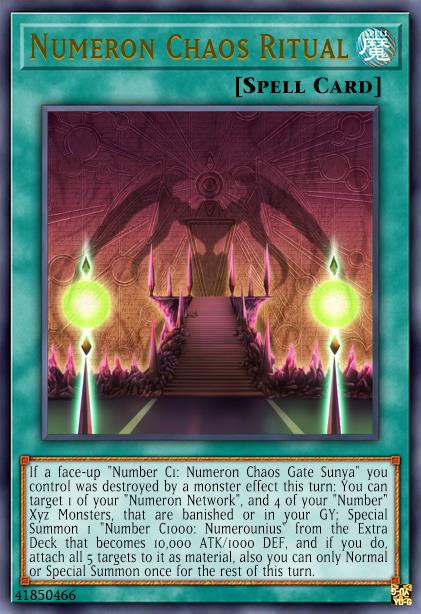 Numeron Chaos Ritual
SPELL
魔
[Spell Card]
If a face-up "Number C1: Numeron Chaos Gate Sunya" you
control was destroyed by a monster effect this turn: You can
target 1 of your "Numeron Network", and 4 of your "Number"
Xyz Monsters, that are banished or in your GY; Special
Summon 1 "Number C1000: Numerounius" from the Extra
Deck that becomes 10,000 ATK/1000 DEF, and if you do,
attach all 5 targets to it as material, also you can only Normal
or Special Summon once for the rest of this turn.
41850466